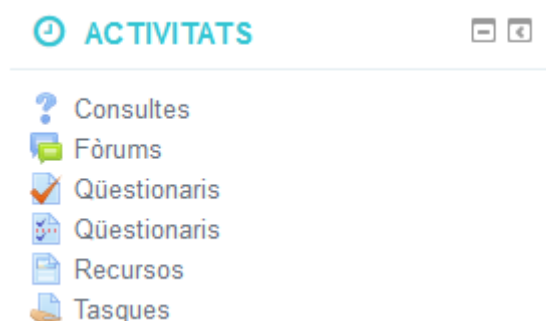 ACTIVITATS
Consultes
Fòrums
Qüestionaris
Qüestionaris
Recursos
Tasques